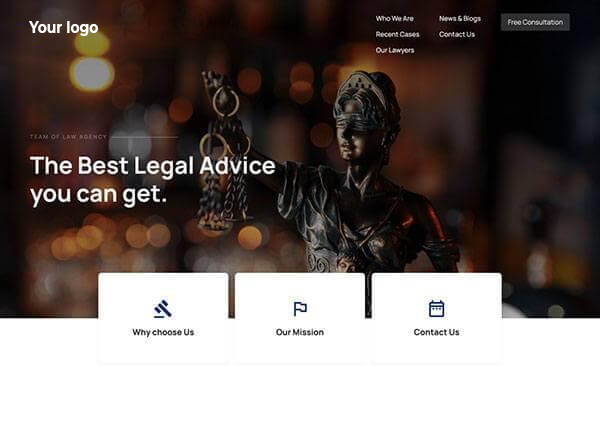 Your logo
Who We Are
News & Blogs
Free Consultation
Recent Cases
Contact Us
Our Lawyers
TEAM OF LAW AGENCY
The Best Legal Advice
you can get.
Why choose Us
Our Mission
Contact Us